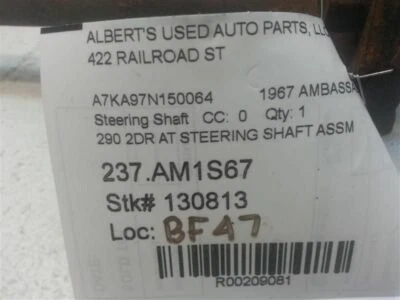 ALBERT'S USED AUTO PARTS, LLC
422 RAILROAD ST
A7KA97N150064 1967 AMBASSA
Steering Shaft CC: 0 Qty: 1
290 2DR AT STEERING SHAFT ASSM
237.AM1S67
Stk# 130813
Loc: BF47
R00209081